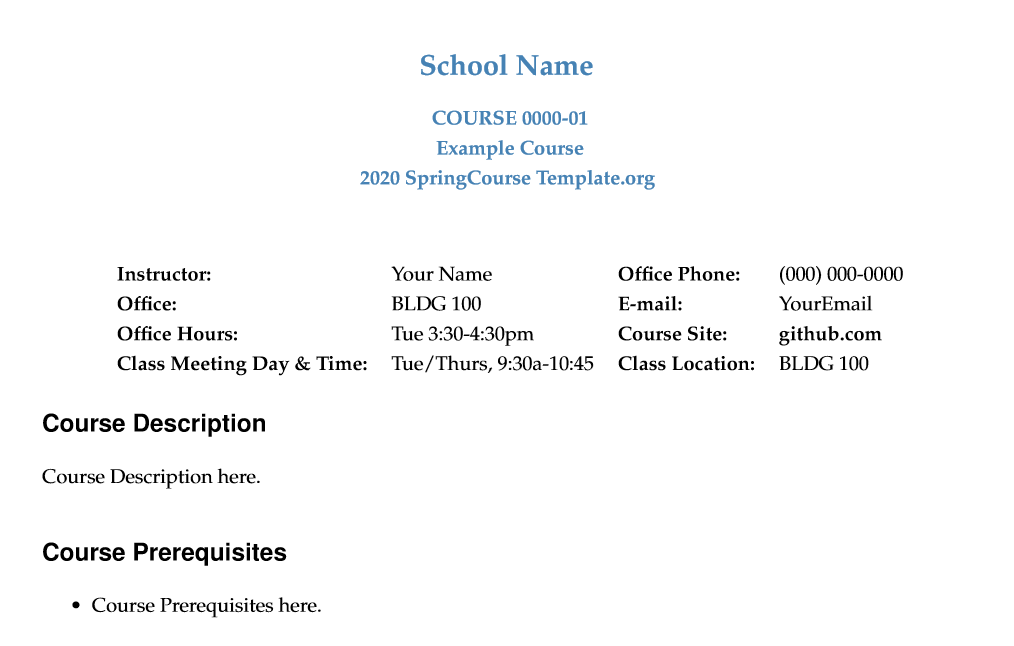 School Name
COURSE 0000-01
Example Course
2020 SpringCourse Template.org
Instructor: Your Name Office Phone: (000) 000-0000
Office: BLDG 100 E-mail: YourEmail
Office Hours: Tue 3:30-4:30pm Course Site: github.com
Class Meeting Day & Time: Tue/Thurs, 9:30a-10:45 Class Location: BLDG 100
Course Description
Course Description here.
Course Prerequisites
• Course Prerequisites here.